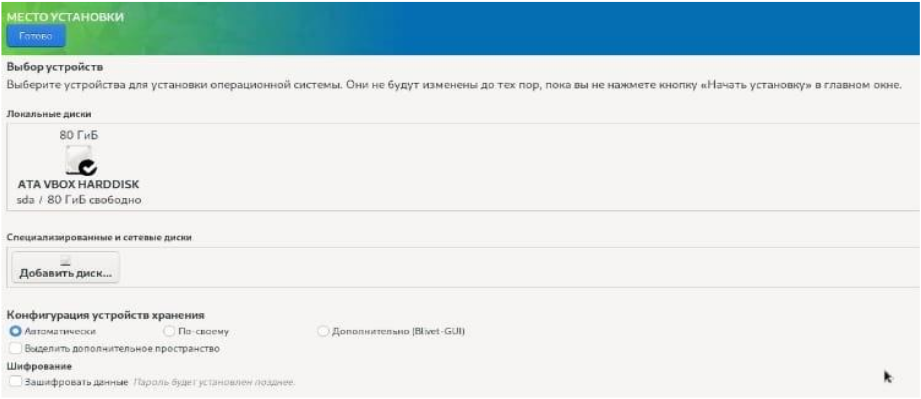 МЕСТО УСТАНОВКИ
Готово
Выбор устройств
Выберите устройства для установки операционной системы. Они не будут изменены до тех пор, пока вы не нажмете кнопку «Начать установку» в главном окне.
Локальные диски
80 ГиБ
ATA VBOX HARDDISK
sda / 80 ГиБ свободно
Специализированные и сетевые диски
Добавить диск...
Конфигурация устройств хранения
Автоматически По-своему Дополнительно (Blivet-GUI)
Выделить дополнительное пространство
Шифрование
Зашифровать данные Пароль будет установлен позднее.